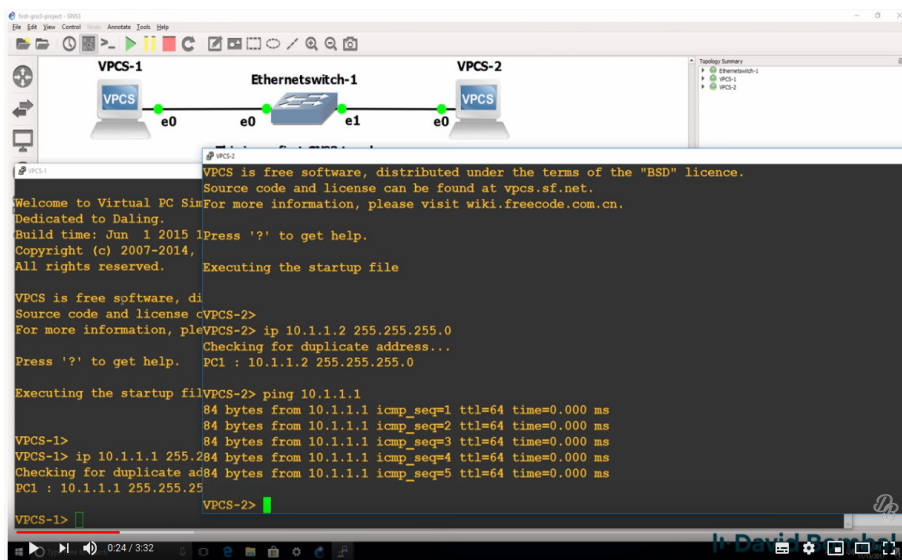 first-gns3-project - GNS3
File Edit View Control Node Annotate Tools Help
VPCS-1
Ethernetswitch-1
VPCS-2
VPCS
VPCS
e0
e0
e1
e0
Topology Summary
Ethernetswitch-1
VPCS-1
VPCS-2
VPCS-1
Welcome to Virtual PC Sim
Dedicated to Daling.
Build time: Jun 1 2015 1
Copyright (c) 2007-2014,
All rights reserved.
VPCS is free software, di
Source code and license c
For more information, ple
Press '?' to get help.
Executing the startup fil
VPCS-1>
VPCS-1> ip 10.1.1.1 255.2
Checking for duplicate ad
PC1 : 10.1.1.1 255.255.25
VPCS-1>
VPCS-2
VPCS is free software, distributed under the terms of the "BSD" licence.
Source code and license can be found at vpcs.sf.net.
For more information, please visit wiki.freecode.com.cn.
Press '?' to get help.
Executing the startup file
VPCS-2>
VPCS-2> ip 10.1.1.2 255.255.255.0
Checking for duplicate address...
PC1 : 10.1.1.2 255.255.255.0
VPCS-2> ping 10.1.1.1
84 bytes from 10.1.1.1 icmp_seq=1 ttl=64 time=0.000 ms
84 bytes from 10.1.1.1 icmp_seq=2 ttl=64 time=0.000 ms
84 bytes from 10.1.1.1 icmp_seq=3 ttl=64 time=0.000 ms
84 bytes from 10.1.1.1 icmp_seq=4 ttl=64 time=0.000 ms
84 bytes from 10.1.1.1 icmp_seq=5 ttl=64 time=0.000 ms
VPCS-2>
0:24 / 3:32
David Bombal